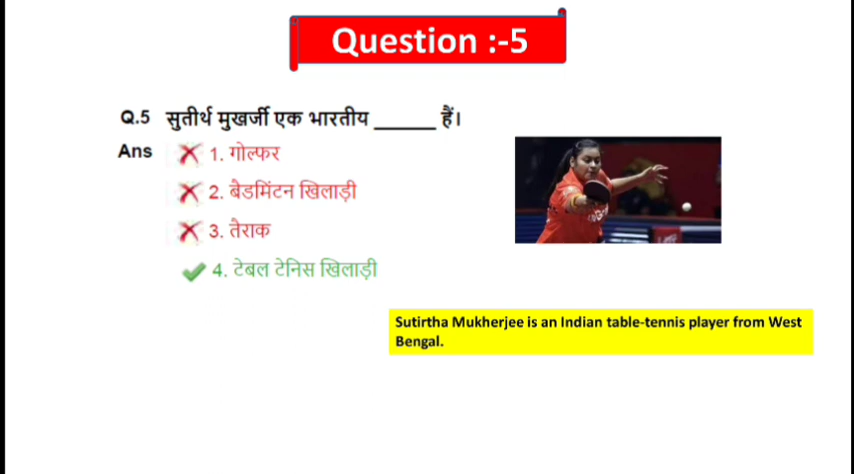 Question :-5
Q.5 सुतीर्थ मुखर्जी एक भारतीय ______ हैं।
Ans 1. गोल्फर
2. बैडमिंटन खिलाड़ी
3. तैराक
4. टेबल टेनिस खिलाड़ी
Sutirtha Mukherjee is an Indian table-tennis player from West
Bengal.